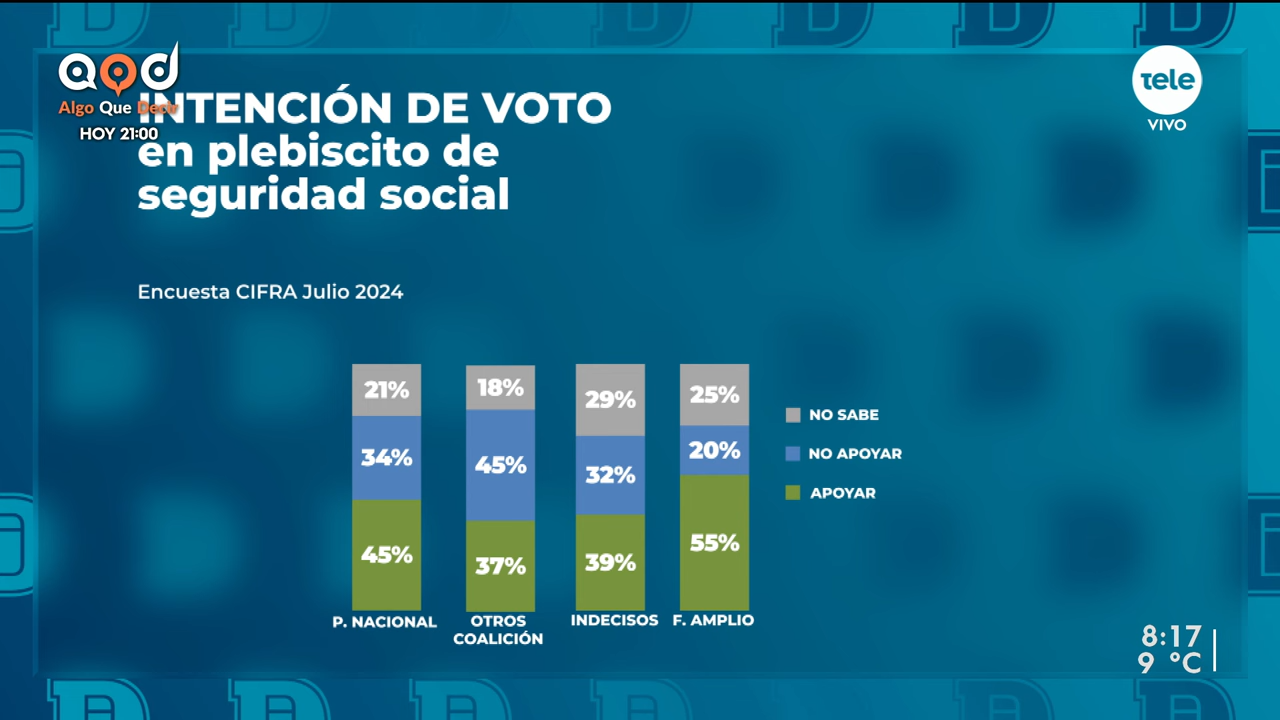 aqd
Algo Que Decir
HOY 21:00
INTENCIÓN DE VOTO
en plebiscito de
seguridad social
tele
VIVO
Encuesta CIFRA Julio 2024
21%
18%
29%
25%
34%
45%
32%
20%
45%
37%
39%
55%
NO SABE
NO APOYAR
APOYAR
P. NACIONAL
OTROS
COALICIÓN
INDECISOS
F. AMPLIO
8:17
9 °C